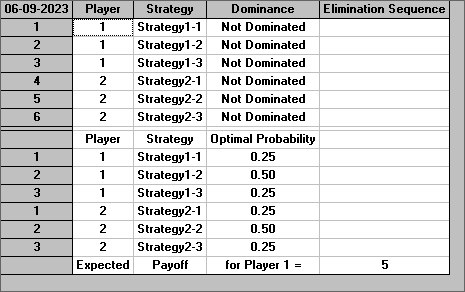 06-09-2023 Player Strategy Dominance Elimination Sequence
1 1 Strategy1-1 Not Dominated
2 1 Strategy1-2 Not Dominated
3 1 Strategy1-3 Not Dominated
4 2 Strategy2-1 Not Dominated
5 2 Strategy2-2 Not Dominated
6 2 Strategy2-3 Not Dominated
Player Strategy Optimal Probability
1 1 Strategy1-1 0.25
2 1 Strategy1-2 0.50
3 1 Strategy1-3 0.25
1 2 Strategy2-1 0.25
2 2 Strategy2-2 0.50
3 2 Strategy2-3 0.25
Expected Payoff for Player 1 = 5